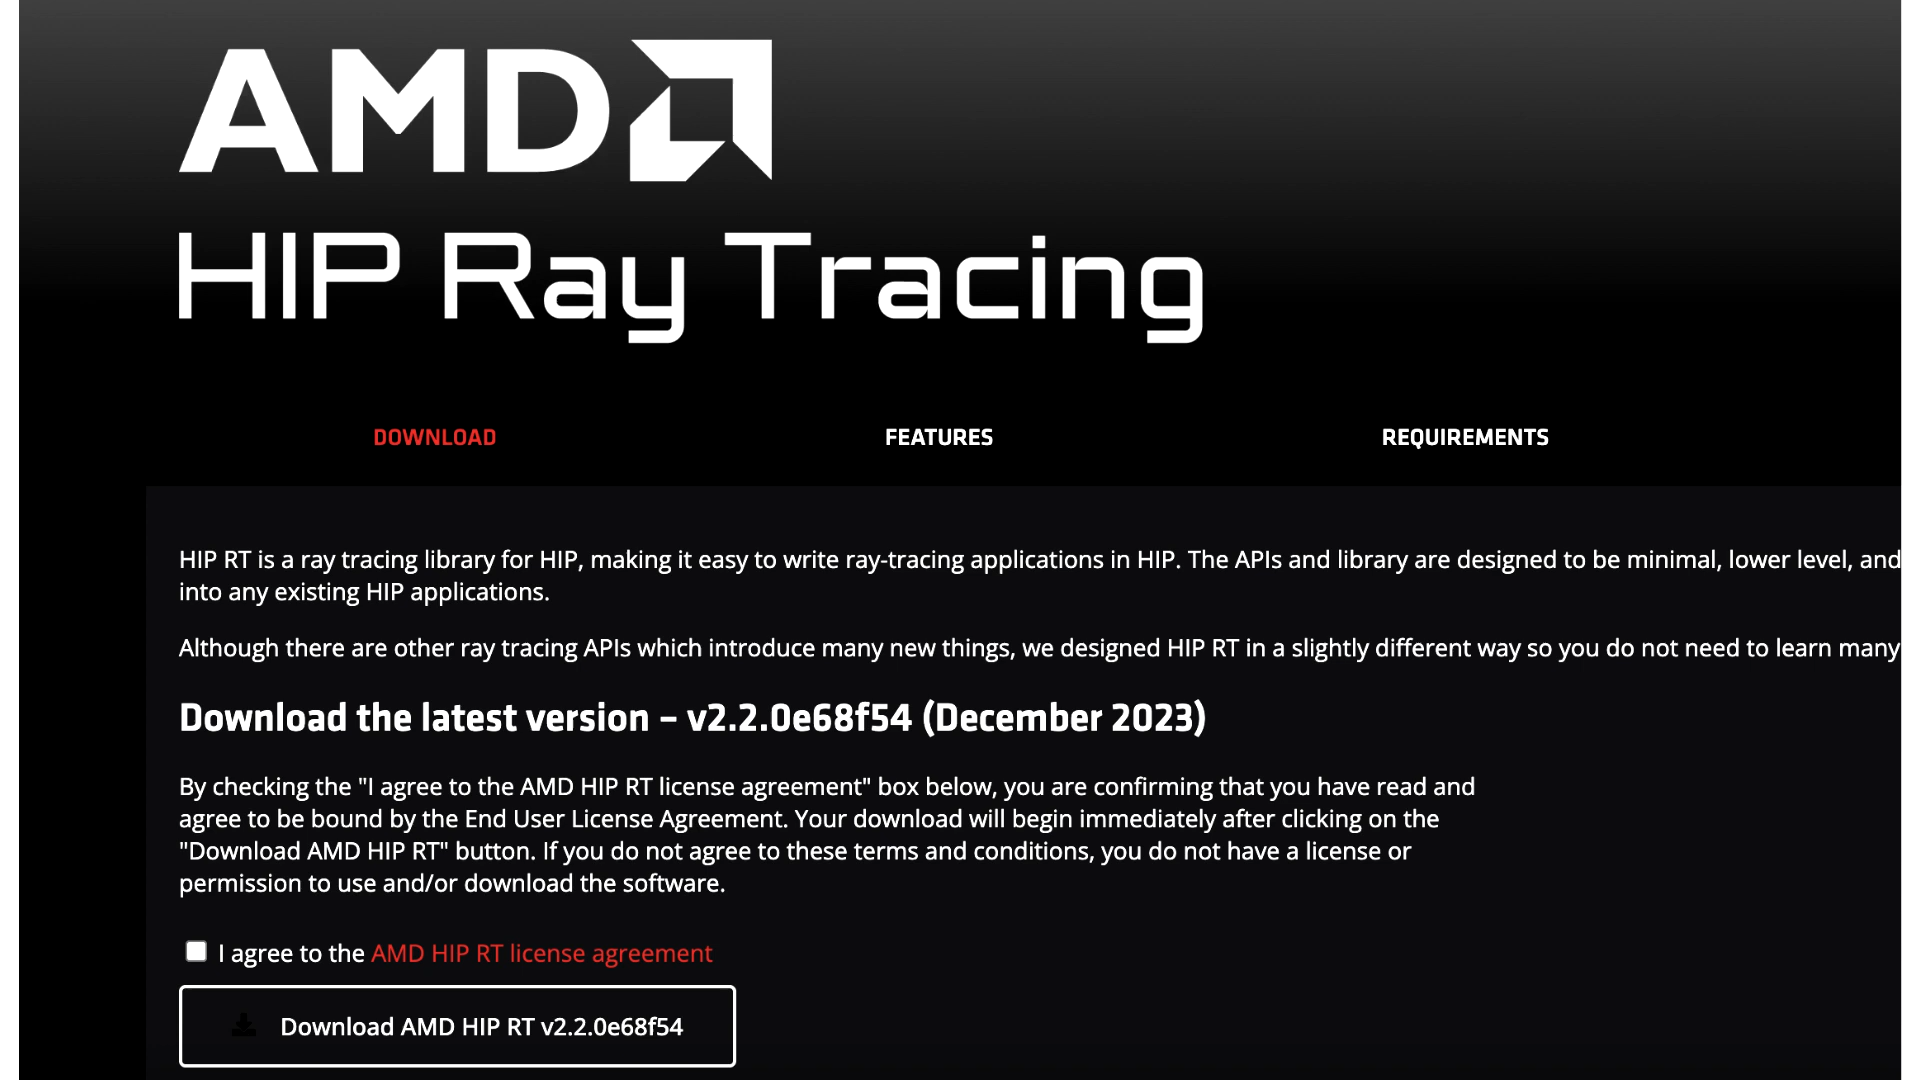 AMD
HIP Ray Tracing
DOWNLOAD FEATURES REQUIREMENTS
HIP RT is a ray tracing library for HIP, making it easy to write ray-tracing applications in HIP. The APIs and library are designed to be minimal, lower level, and
into any existing HIP applications.
Although there are other ray tracing APIs which introduce many new things, we designed HIP RT in a slightly different way so you do not need to learn many
Download the latest version – v2.2.0e68f54 (December 2023)
By checking the "I agree to the AMD HIP RT license agreement" box below, you are confirming that you have read and
agree to be bound by the End User License Agreement. Your download will begin immediately after clicking on the
"Download AMD HIP RT" button. If you do not agree to these terms and conditions, you do not have a license or
permission to use and/or download the software.
I agree to the AMD HIP RT license agreement
Download AMD HIP RT v2.2.0e68f54